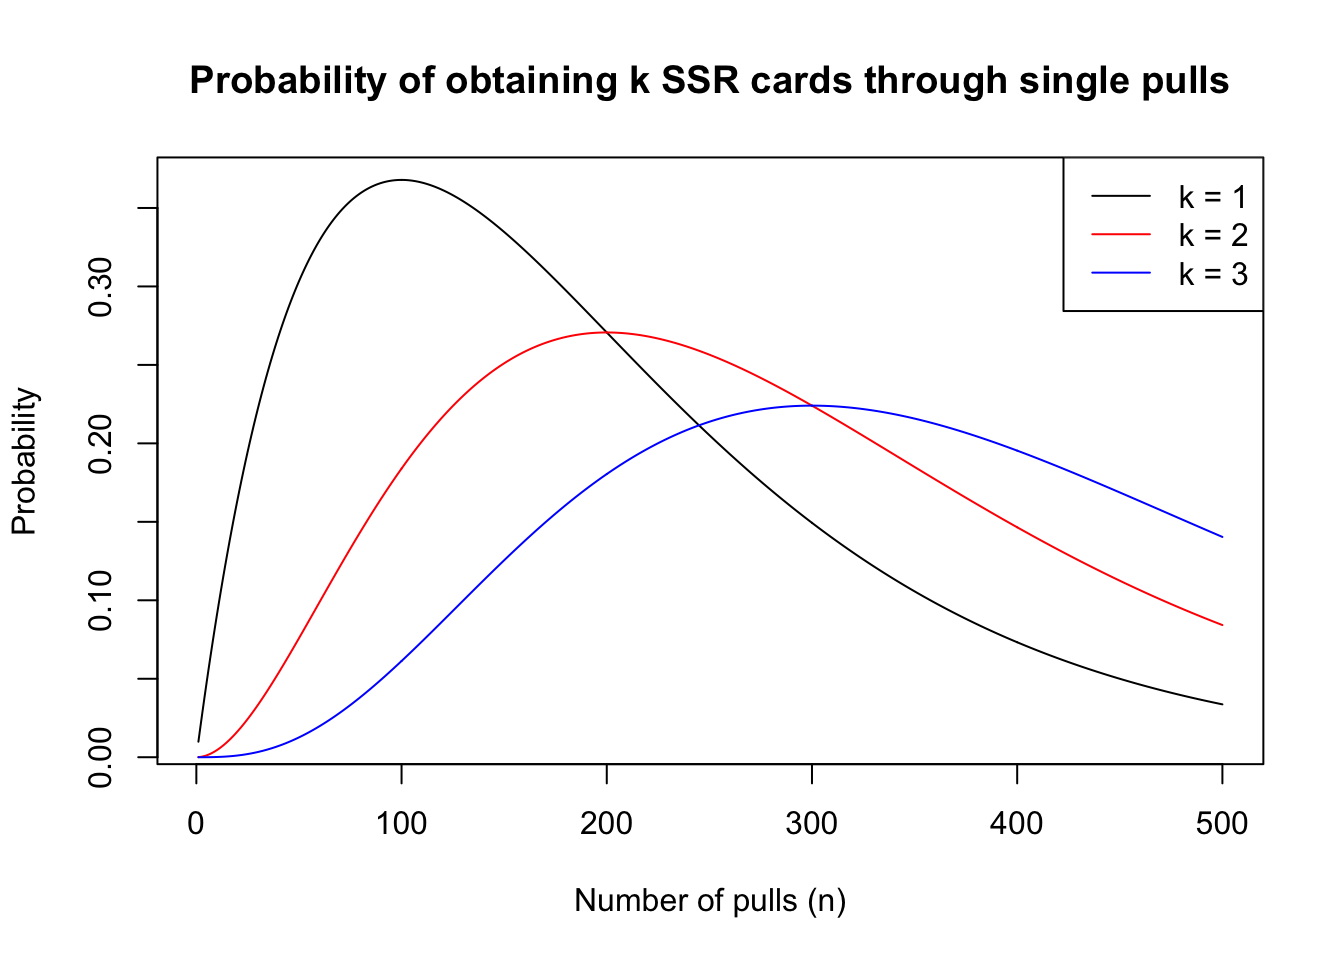 Probability of obtaining k SSR cards through single pulls
k = 1
k = 2
k = 3
Probability
0.30
0.20
0.10
0.00
0 100 200 300 400 500
Number of pulls (n)